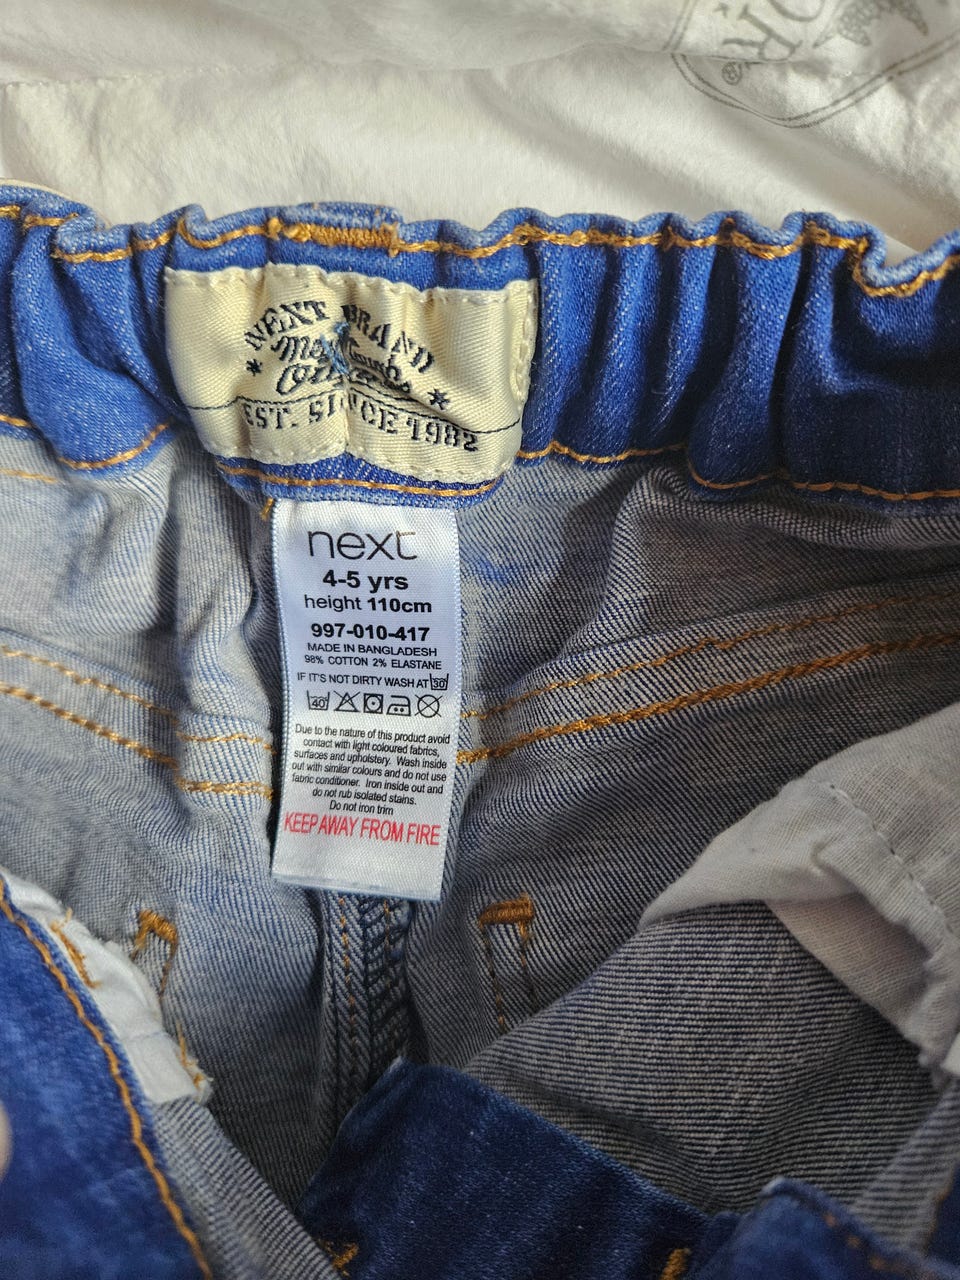 OR
®
NEXT BRAND
EST. SINCE 1982
next
4-5 yrs
height 110cm
997-010-417
MADE IN BANGLADESH
98% COTTON 2% ELASTANE
IF IT'S NOT DIRTY WASH AT 30
40
Due to the nature of this product avoid
contact with light coloured fabrics,
surfaces and upholstery. Wash inside
out with similar colours and do not use
fabric conditioner. Iron inside out and
do not rub isolated stains.
Do not iron trim
KEEP AWAY FROM FIRE